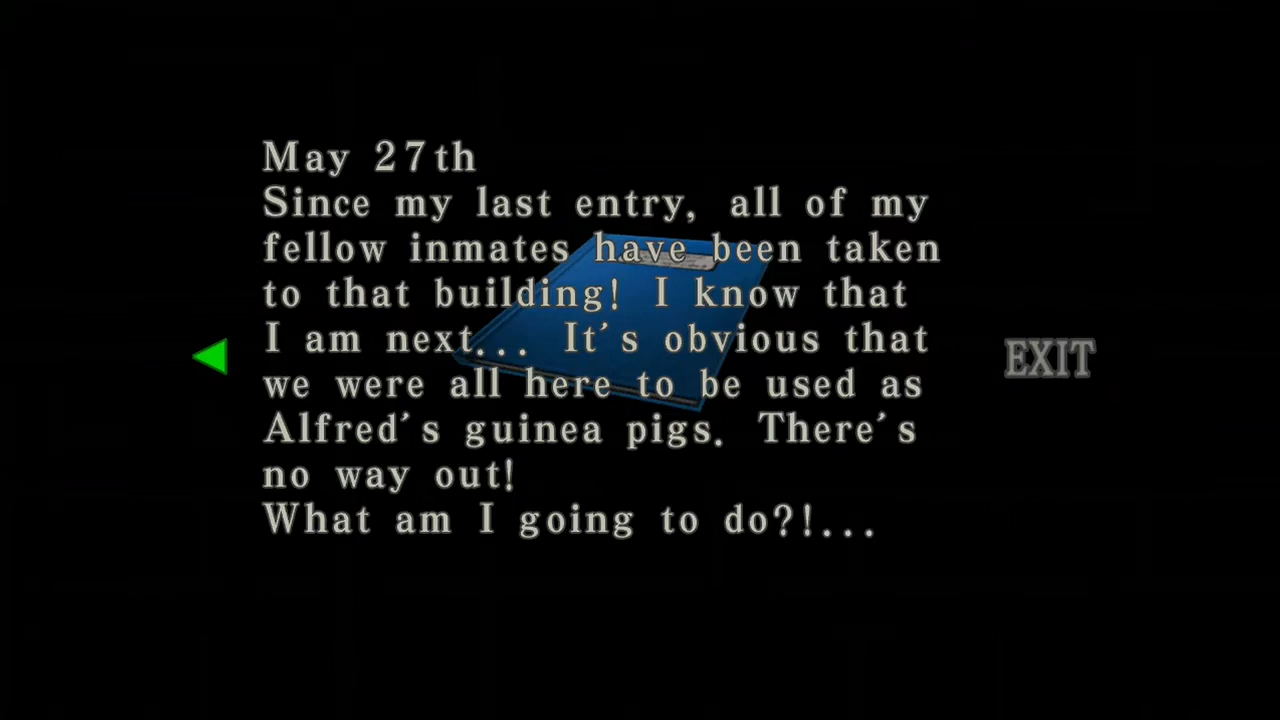 May 27th
Since my last entry, all of my
fellow inmates have been taken
to that building! I know that
I am next... It's obvious that
we were all here to be used as
Alfred's guinea pigs. There's
no way out!
What am I going to do?!...
EXIT